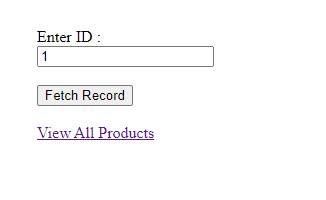 Enter ID :
1
Fetch Record
View All Products